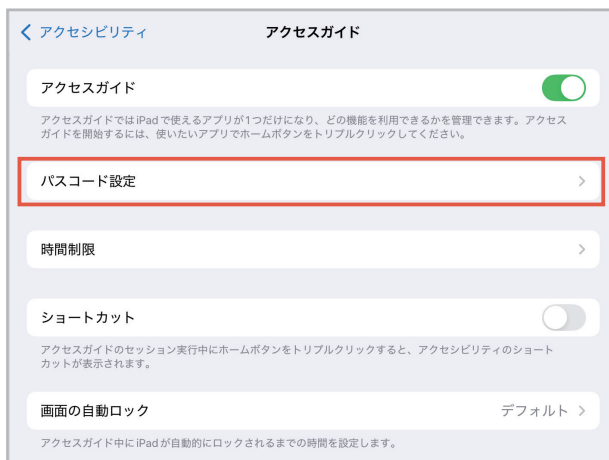 アクセシビリティ
アクセスガイド
アクセスガイド
アクセスガイドではiPadで使えるアプリが1つだけになり、どの機能を利用できるかを管理できます。アクセス
ガイドを開始するには、使いたいアプリでホームボタンをトリプルクリックしてください。
パスコード設定
時間制限
ショートカット
アクセスガイドのセッション実行中にホームボタンをトリプルクリックすると、アクセシビリティのショート
カットが表示されます。
画面の自動ロック デフォルト
アクセスガイド中にiPadが自動的にロックされるまでの時間を設定します。